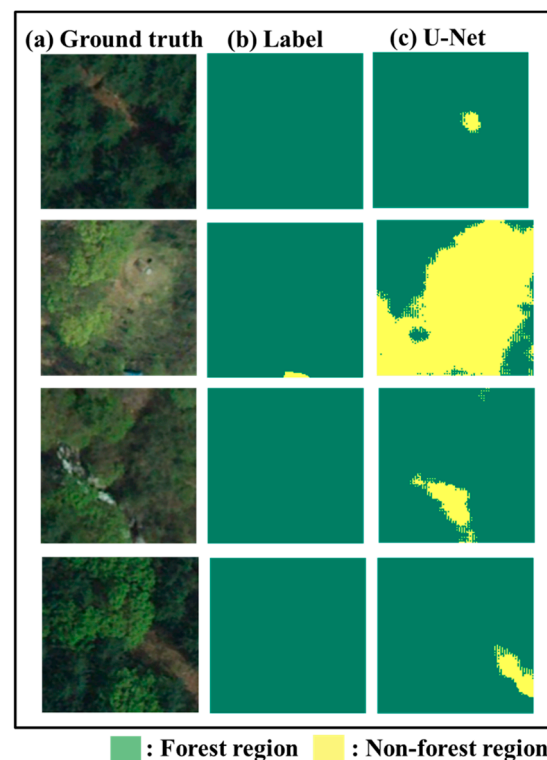 (a) Ground truth (b) Label (c) U-Net
: Forest region : Non-forest region